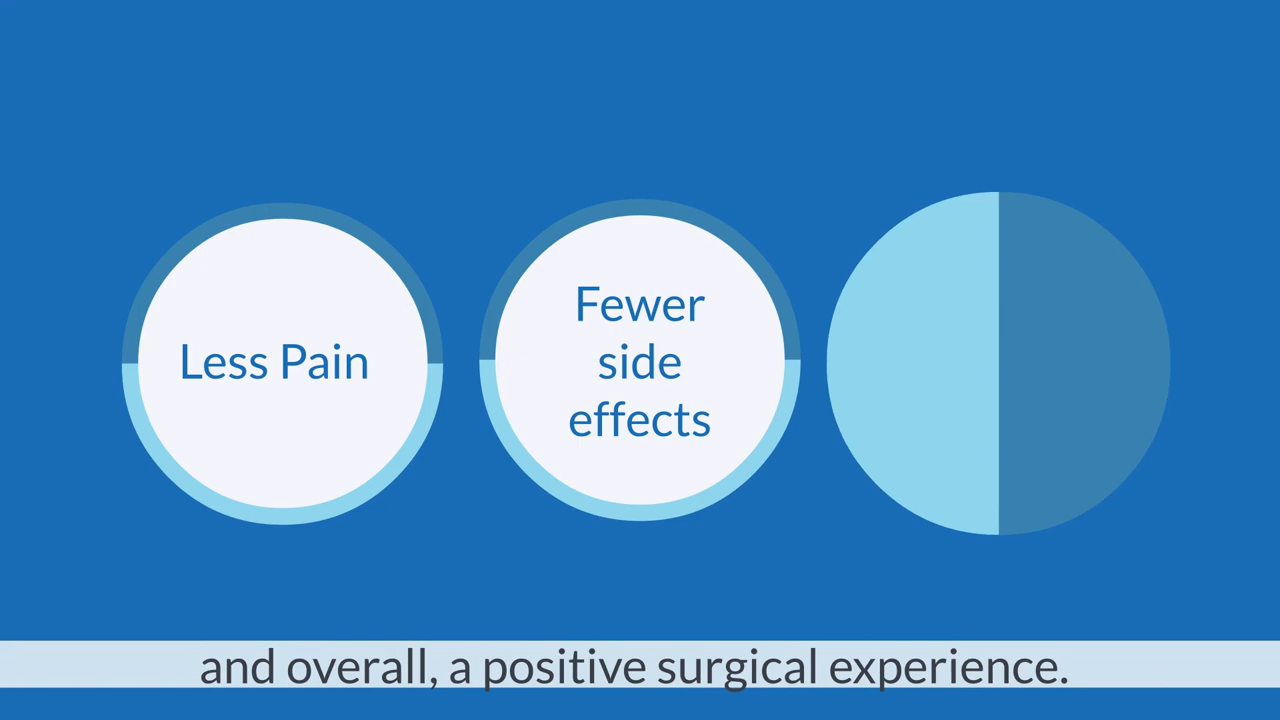 Less Pain
Fewer
side
effects
and overall, a positive surgical experience.